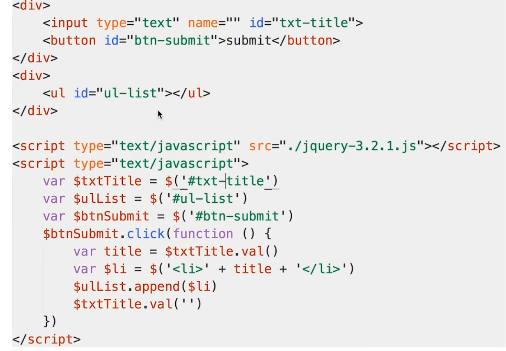 <div>
    <input type="text" name="" id="txt-title">
    <button id="btn-submit">submit</button>
</div>
<div>
    <ul id="ul-list"></ul>
</div>

<script type="text/javascript" src="./jquery-3.2.1.js"></script>
<script type="text/javascript">
    var $txtTitle = $('#txt-title')
    var $ulList = $('#ul-list')
    var $btnSubmit = $('#btn-submit')
    $btnSubmit.click(function () {
        var title = $txtTitle.val()
        var $li = $('<li>' + title + '</li>')
        $ulList.append($li)
        $txtTitle.val('')
    })
</script>